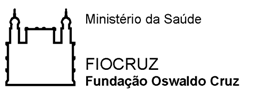 Ministério da Saúde
FIOCRUZ
Fundação Oswaldo Cruz